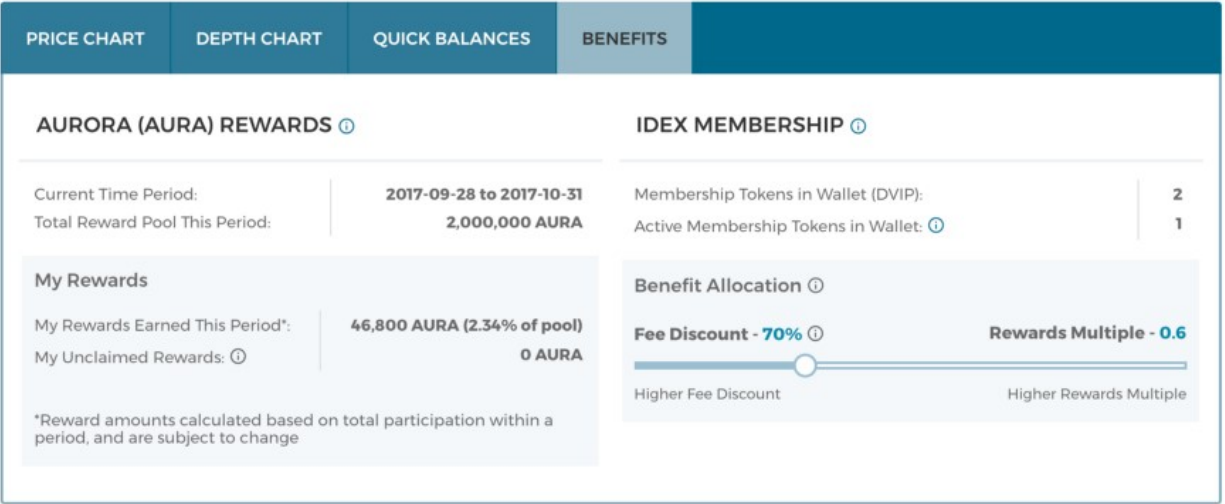 PRICE CHART DEPTH CHART QUICK BALANCES BENEFITS
AURORA (AURA) REWARDS
Current Time Period: 2017-09-28 to 2017-10-31
Total Reward Pool This Period: 2,000,000 AURA
My Rewards
My Rewards Earned This Period*: 46,800 AURA (2.34% of pool)
My Unclaimed Rewards: 0 AURA
*Reward amounts calculated based on total participation within a
period, and are subject to change
IDEX MEMBERSHIP
Membership Tokens in Wallet (DVIP): 2
Active Membership Tokens in Wallet: 1
Benefit Allocation
Fee Discount - 70% Rewards Multiple - 0.6
Higher Fee Discount Higher Rewards Multiple